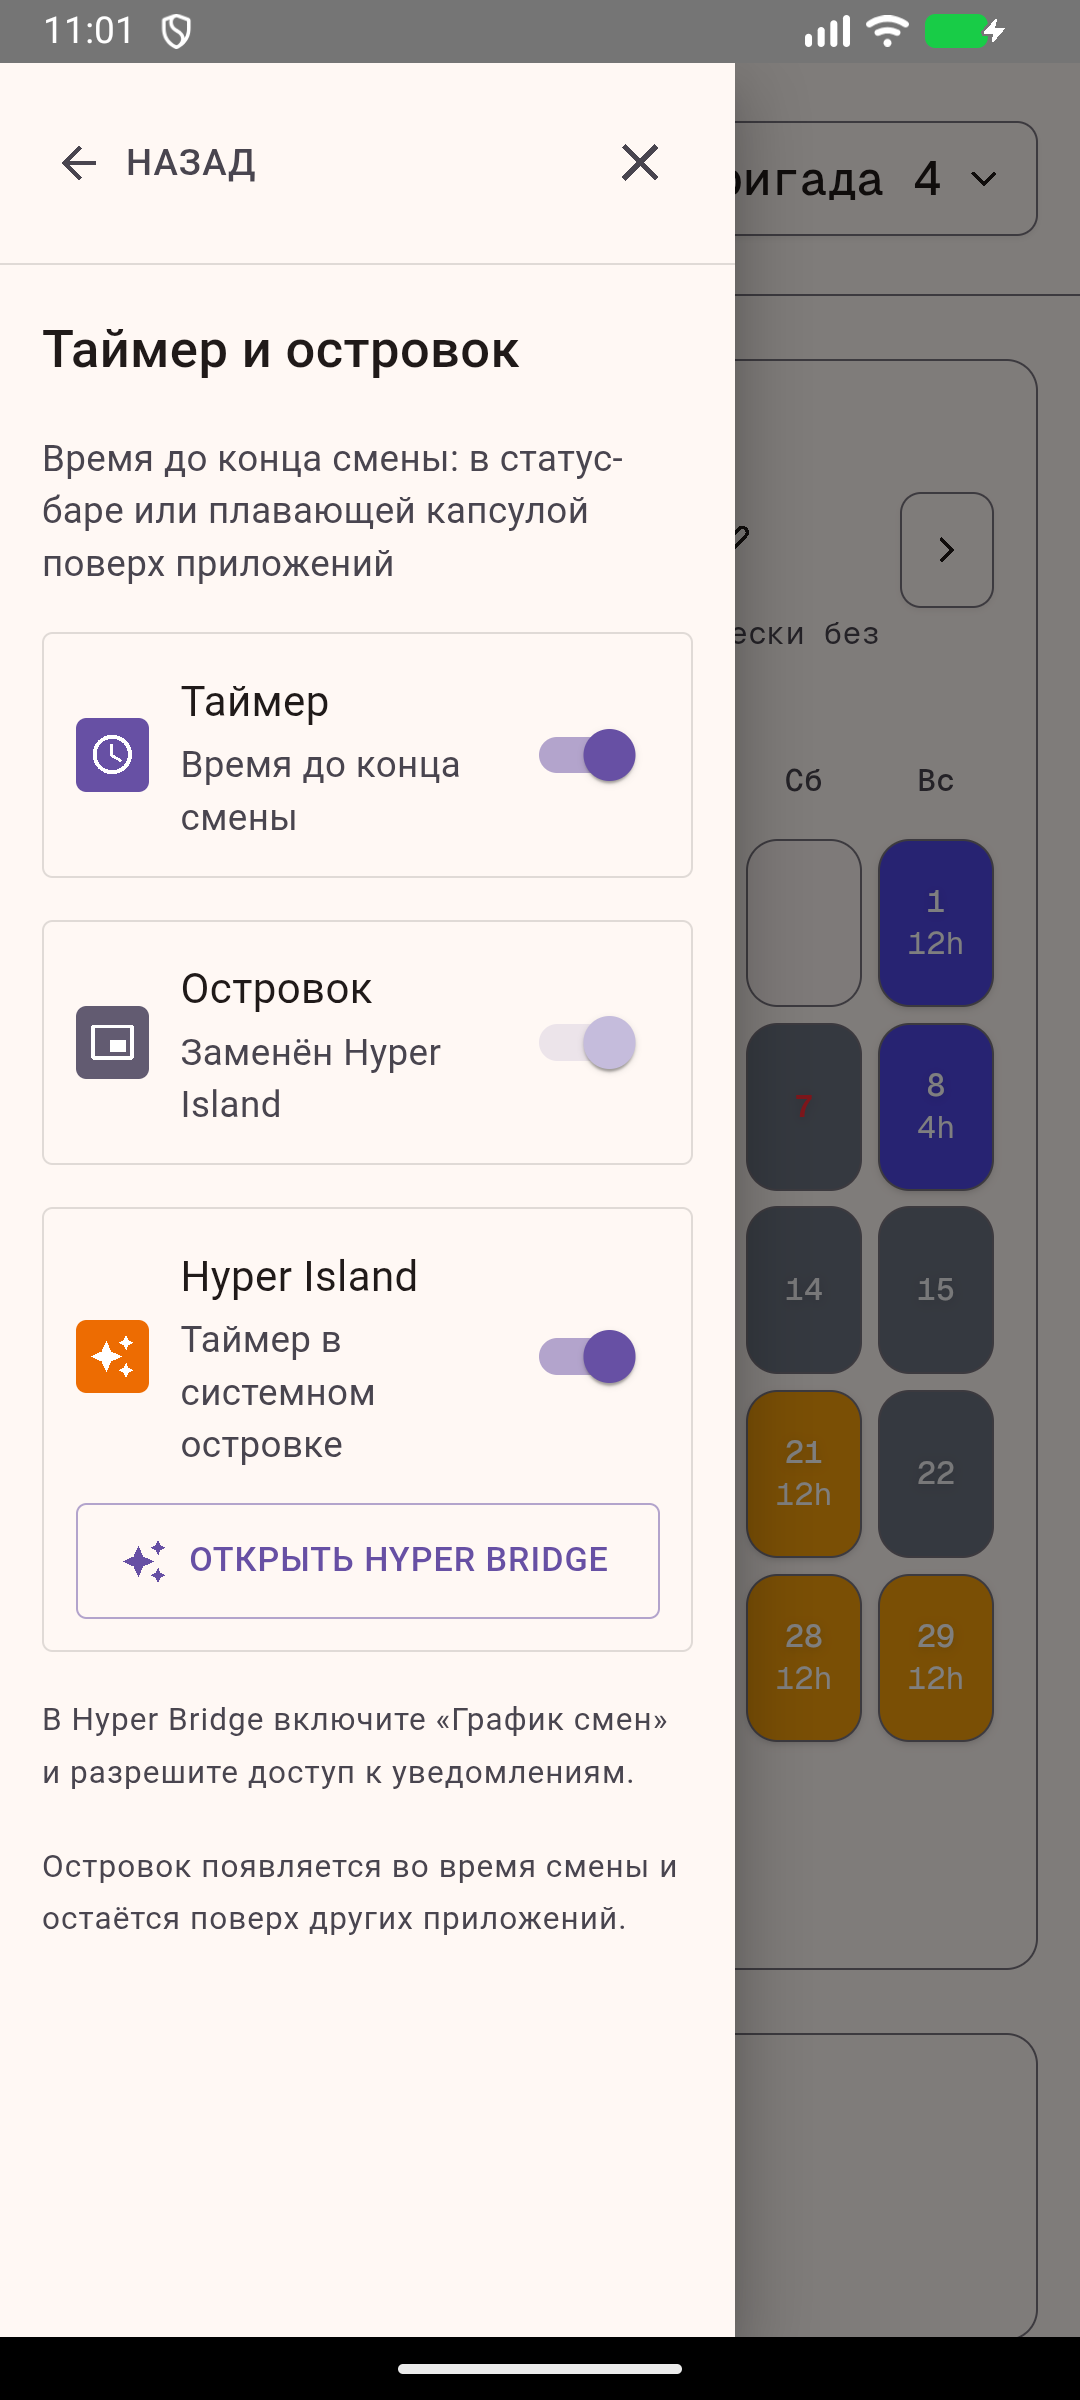 11:01
НАЗАД
ригада 4
Таймер и островок
Время до конца смены: в статус-
баре или плавающей капсулой
поверх приложений
без
Таймер
Время до конца
смены
Сб Вс
1
12h
Островок
Заменён Hyper
Island
7
8
4h
Hyper Island
Таймер в
системном
островке
14
15
21
12h
22
ОТКРЫТЬ HYPER BRIDGE
28
12h
29
12h
В Hyper Bridge включите «График смен»
и разрешите доступ к уведомлениям.
Островок появляется во время смены и
остаётся поверх других приложений.